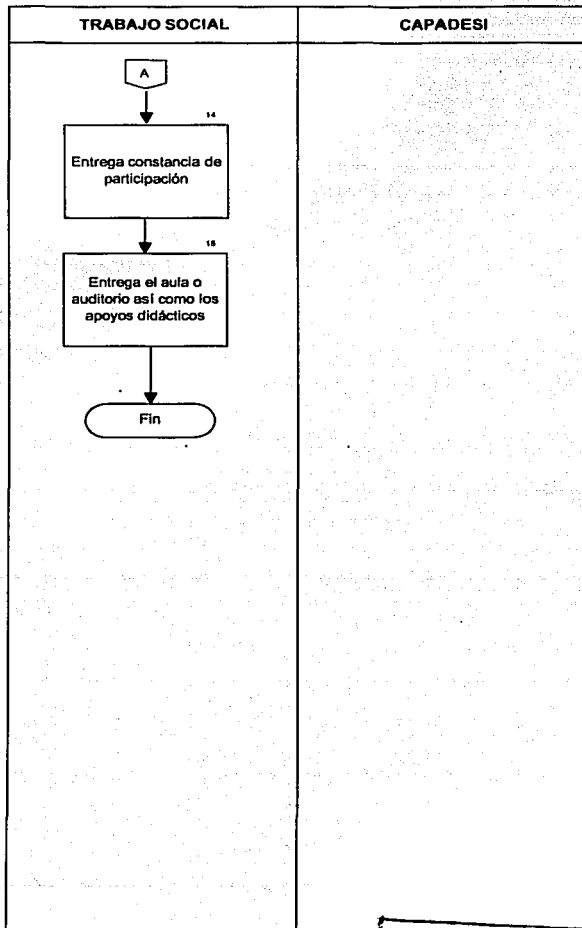 TRABAJO SOCIAL
CAPADESI
A
14
Entrega constancia de
participación
15
Entrega el aula o
auditorio así como los
apoyos didácticos
Fin